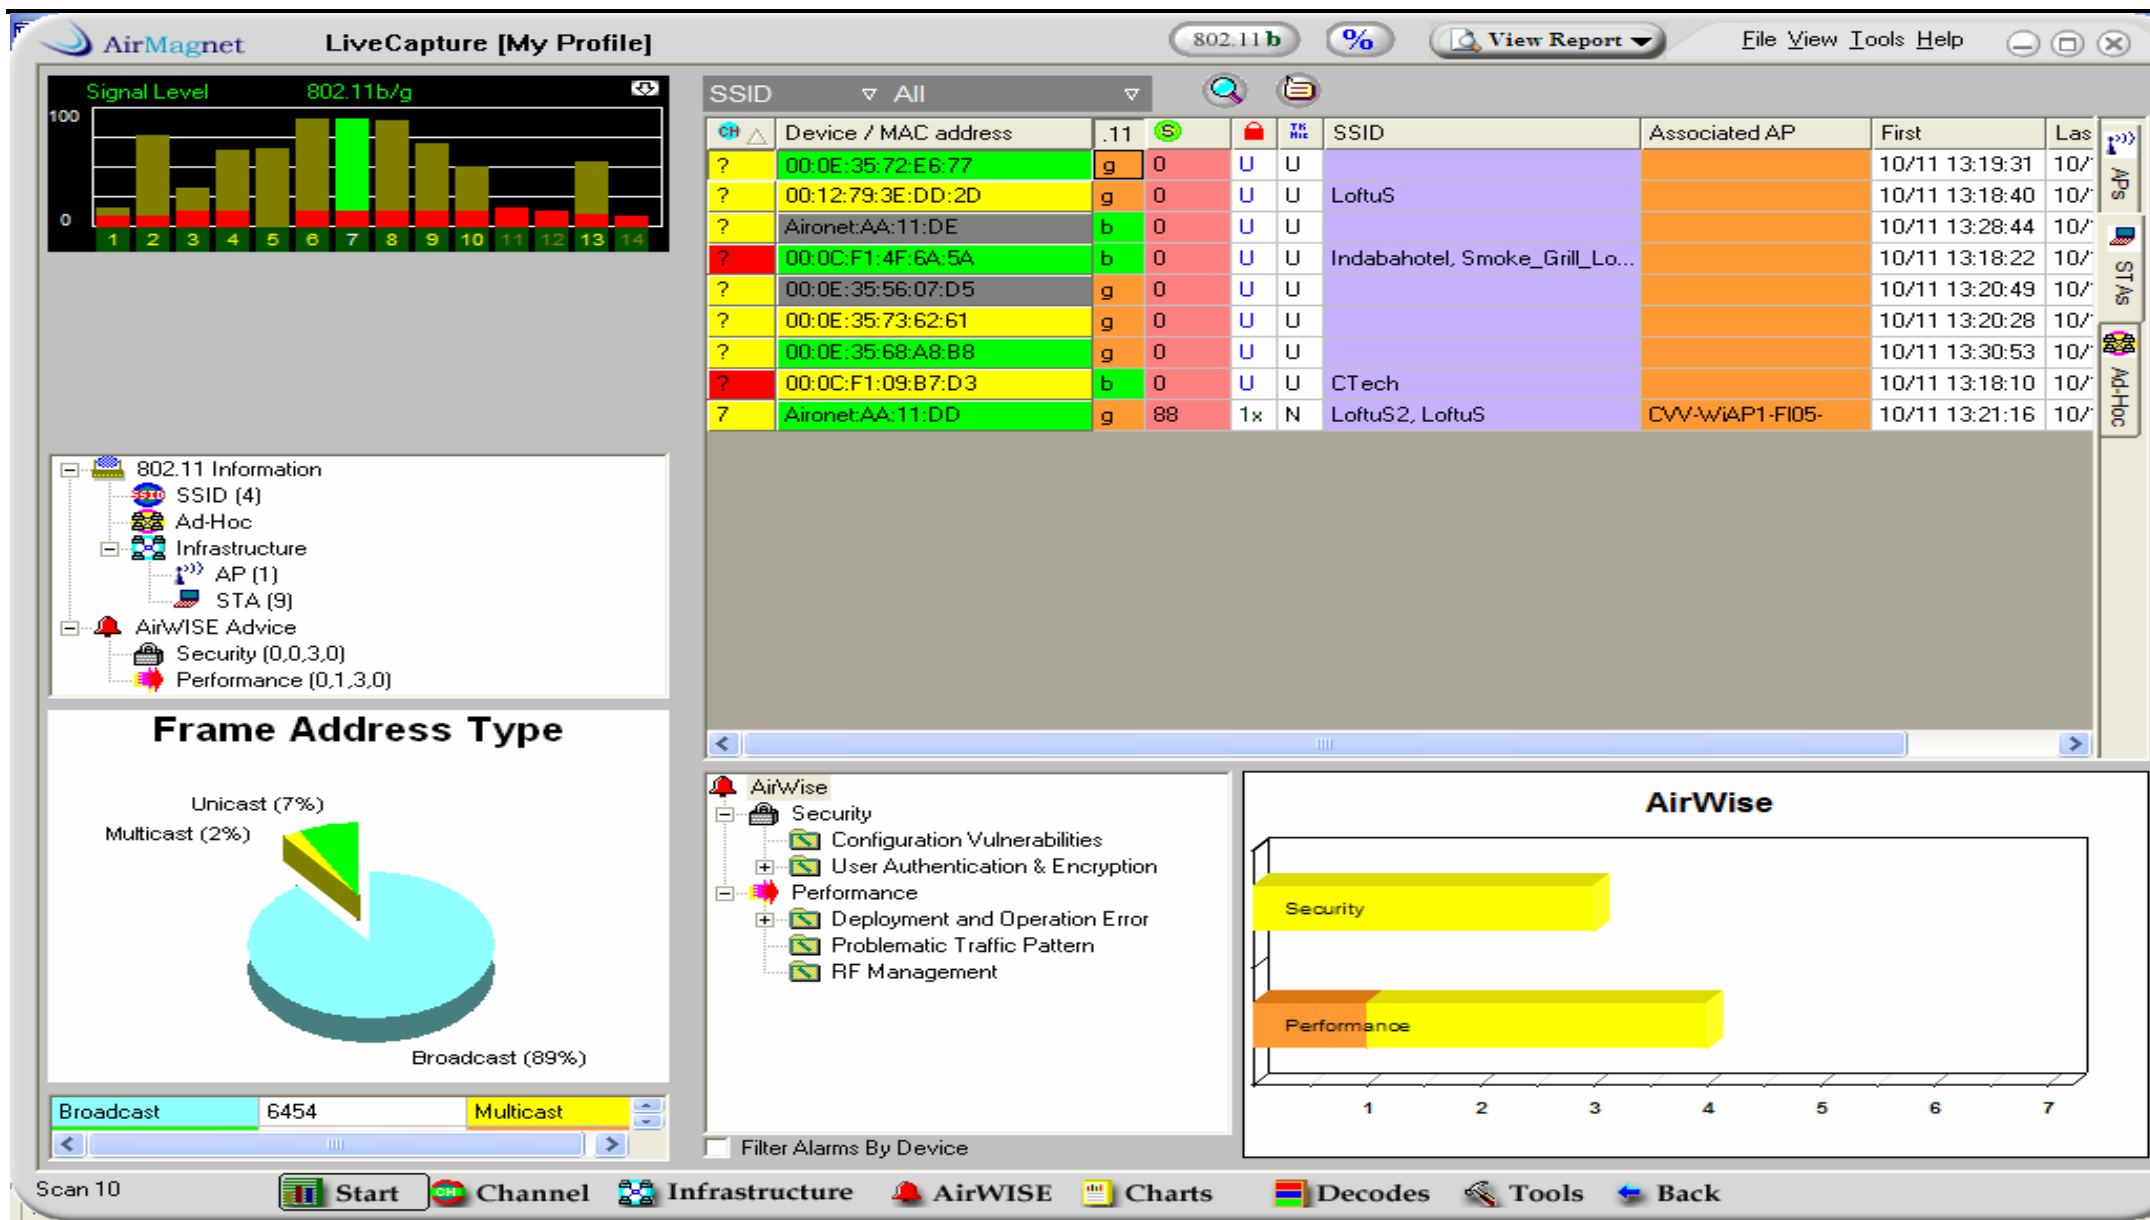 AirMagnet LiveCapture [My Profile] 802.11 b % View Report File View Tools Help
Signal Level 802.11b/g
100
0
1 2 3 4 5 6 7 8 9 10 11 12 13 14
SSID All
CH Device / MAC address .11 S SSID Associated AP First Las
? 00:0E:35:72:E6:77 g 0 U U 10/11 13:19:31 10/
? 00:12:79:3E:DD:2D g 0 U U LoftuS 10/11 13:18:40 10/
? Aironet:AA:11:DE b 0 U U 10/11 13:28:44 10/
? 00:0C:F1:4F:6A:5A b 0 U U Indabahotel, Smoke_Grill_Lo... 10/11 13:18:22 10/
? 00:0E:35:56:07:D5 g 0 U U 10/11 13:20:49 10/
? 00:0E:35:73:62:61 g 0 U U 10/11 13:20:28 10/
? 00:0E:35:68:A8:B8 g 0 U U 10/11 13:30:53 10/
? 00:0C:F1:09:B7:D3 b 0 U U CTech 10/11 13:18:10 10/
7 Aironet:AA:11:DD g 88 1x N LoftuS2, LoftuS CVV-WiAP1-Fl05- 10/11 13:21:16 10/
APs
STAs
Ad-Hoc
802.11 Information
SSID (4)
Ad-Hoc
Infrastructure
AP (1)
STA (9)
AirWISE Advice
Security (0,0,3,0)
Performance (0,1,3,0)
Frame Address Type
Unicast (7%)
Multicast (2%)
Broadcast (89%)
Broadcast 6454 Multicast
AirWise
Security
Configuration Vulnerabilities
User Authentication & Encryption
Performance
Deployment and Operation Error
Problematic Traffic Pattern
RF Management
Filter Alarms By Device
AirWise
Security
Performance
1 2 3 4 5 6 7
Scan 10 Start Channel Infrastructure AirWISE Charts Decodes Tools Back